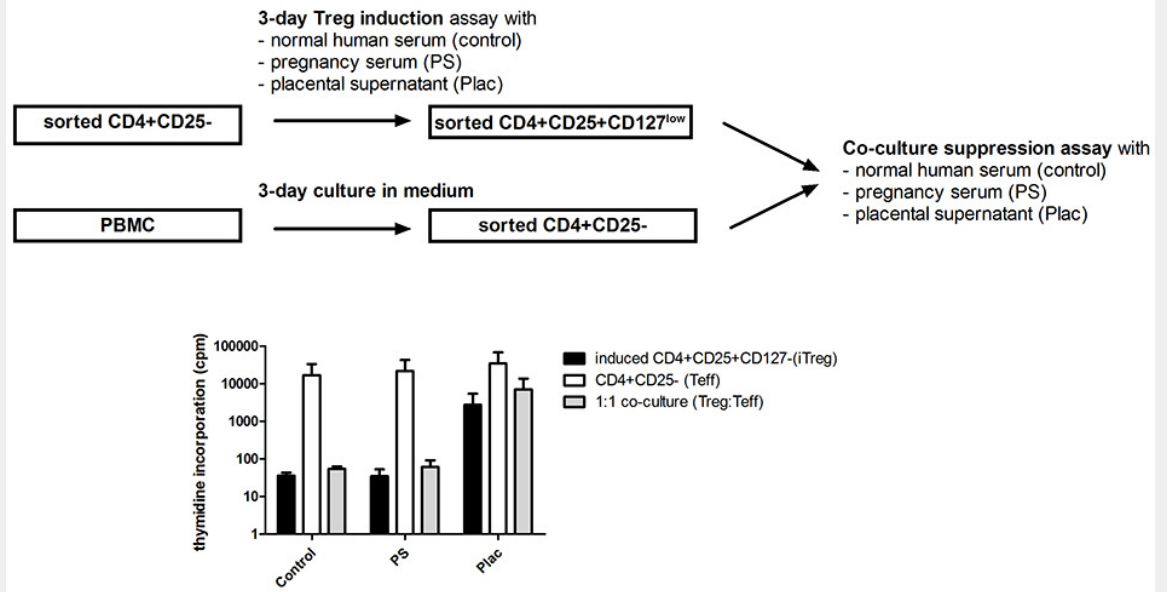 3-day Treg induction assay with
- normal human serum (control)
- pregnancy serum (PS)
- placental supernatant (Plac)
sorted CD4+CD25-
sorted CD4+CD25+CD127low
3-day culture in medium
PBMC
sorted CD4+CD25-
Co-culture suppression assay with
- normal human serum (control)
- pregnancy serum (PS)
- placental supernatant (Plac)
thymidine incorporation (cpm)
100000
10000
1000
100
10
1
Control
PS
Plac
induced CD4+CD25+CD127-(iTreg)
CD4+CD25- (Teff)
1:1 co-culture (Treg:Teff)